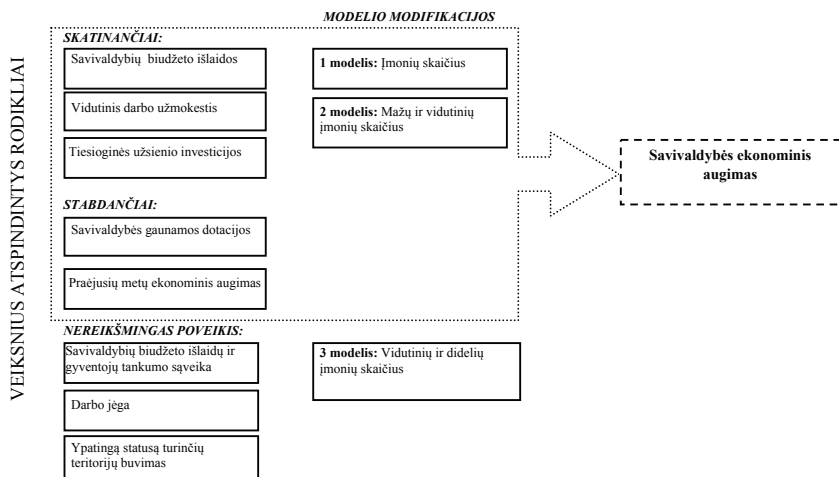 MODELIO MODIFIKACIJOS
VEIKSNIUS ATSPINDINTYS RODIKLIAI
SKATINANČIAI:
Savivaldybių biudžeto išlaidos
1 modelis: Įmonių skaičius
Vidutinis darbo užmokestis
2 modelis: Mažų ir vidutinių
įmonių skaičius
Tiesioginės užsienio investicijos
Savivaldybės ekonominis
augimas
STABDANČIAI:
Savivaldybės gaunamos dotacijos
Praėjusių metų ekonominis augimas
NEREIKŠMINGAS POVEIKIS:
Savivaldybių biudžeto išlaidų ir
gyventojų tankumo sąveika
3 modelis: Vidutinių ir didelių
įmonių skaičius
Darbo jėga
Ypatingą statusą turinčių
teritorijų buvimas